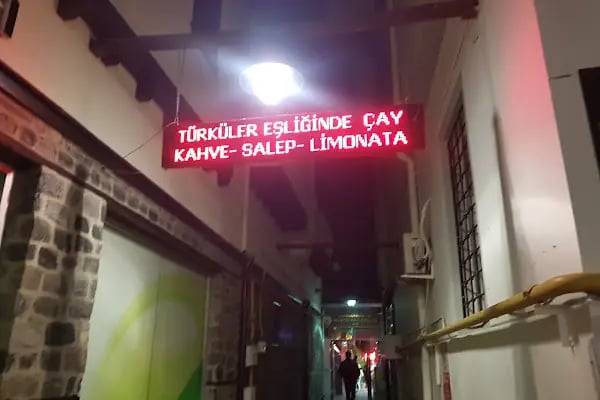 TÜRKÜLER EŞLİĞİNDE ÇAY
KAHVE- SALEP- LİMONATA